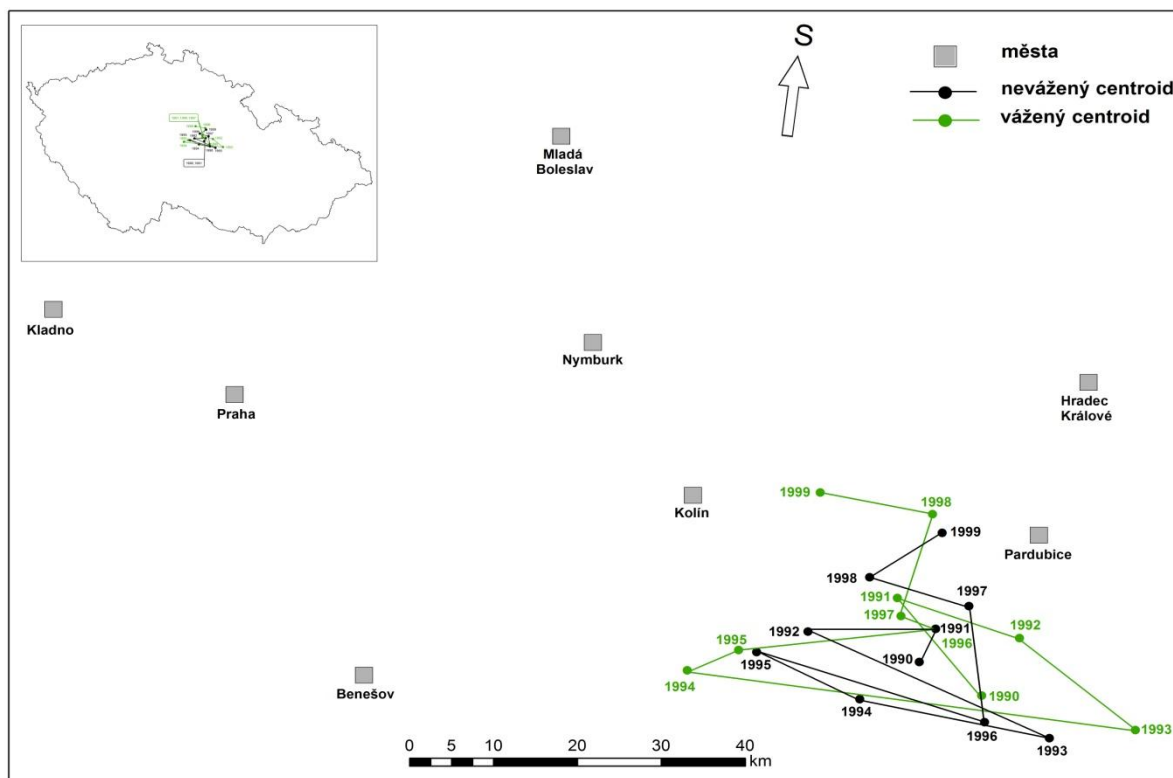 S
města
nevážený centroid
vážený centroid
Mladá
Boleslav
Kladno
Nymburk
Praha
Hradec
Králové
Kolín
Pardubice
Benešov
1999
1998
1999
1998
1991
1997
1997
1992
1991
1992
1995
1996
1995
1990
1994
1990
1994
1996
1993
1993
0 5 10 20 30 40
km